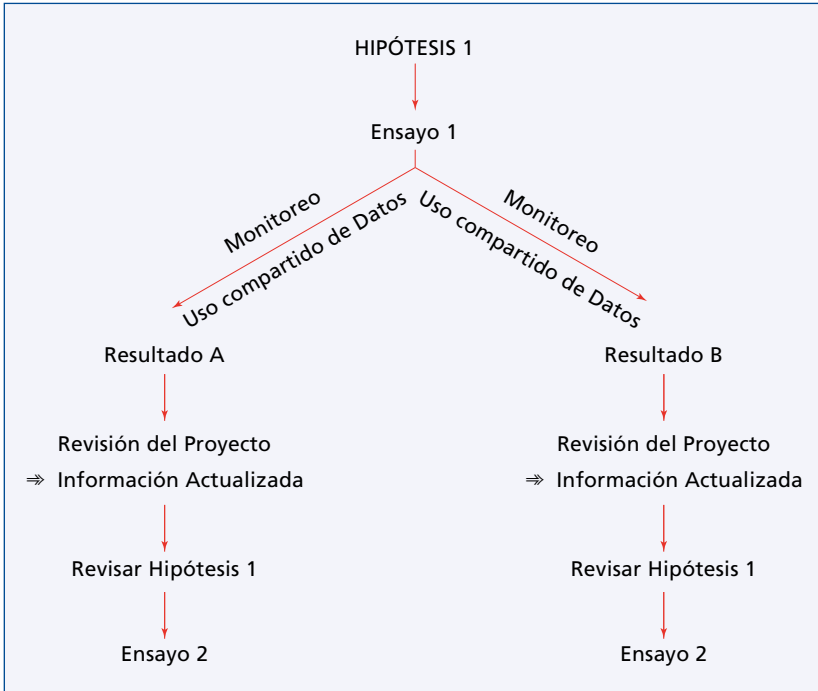 HIPÓTESIS 1
Ensayo 1
Monitoreo
Uso compartido de Datos
Monitoreo
Uso compartido de Datos
Resultado A
Resultado B
Revisión del Proyecto
⇒ Información Actualizada
Revisión del Proyecto
⇒ Información Actualizada
Revisar Hipótesis 1
Revisar Hipótesis 1
Ensayo 2
Ensayo 2